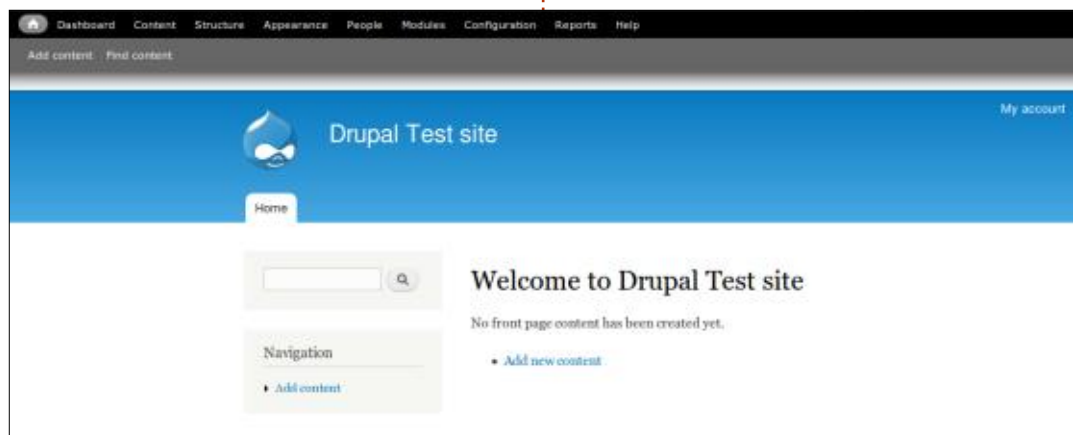 Dashboard Content Structure Appearance People Modules Configuration Reports Help
Add content Find content
My account
Drupal Test site
Home
Welcome to Drupal Test site
No front page content has been created yet.
Add new content
Navigation
Add content